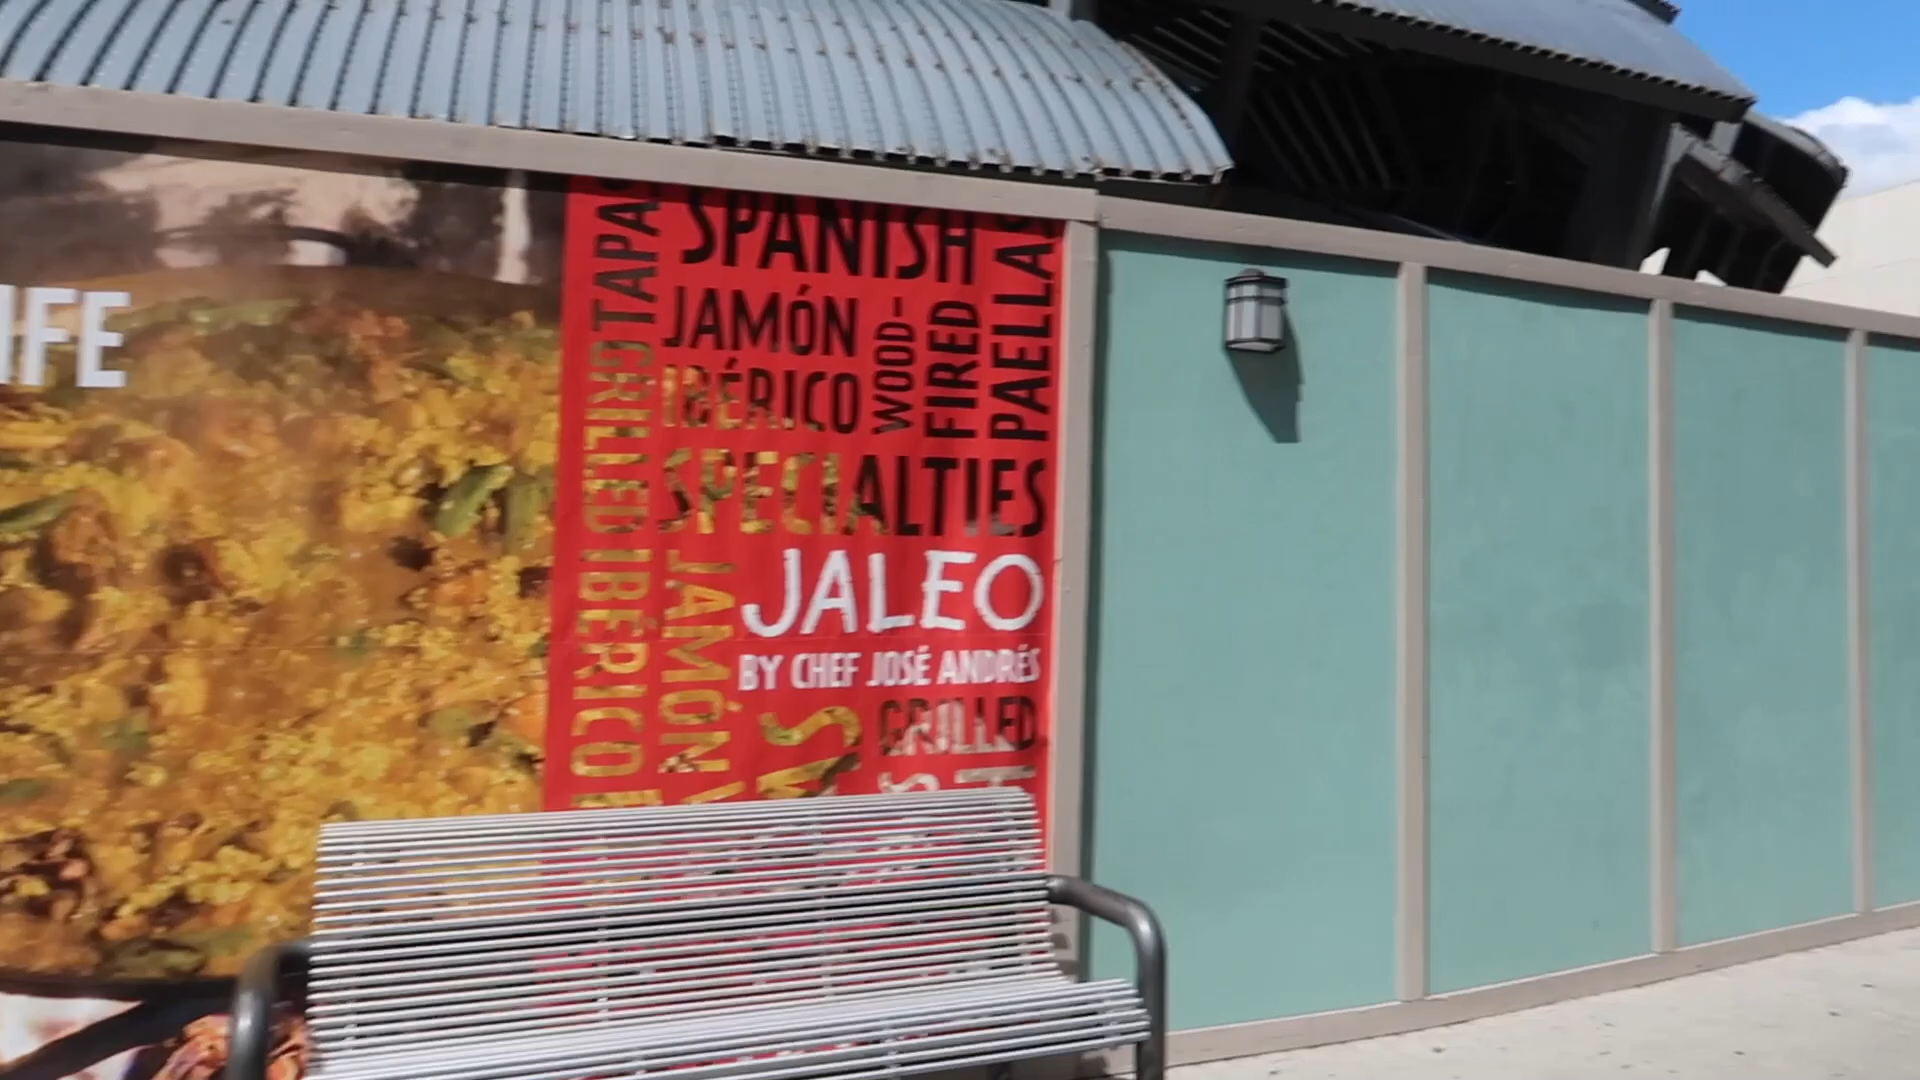 IFE
TAPAS
SPANISH
JAMÓN
IBÉRICO
WOOD-
FIRED
PAELLAS
GRILLED IBÉRICO
SPECIALTIES
JAMÓN
JALEO
BY CHEF JOSÉ ANDRÉS
GRILLED